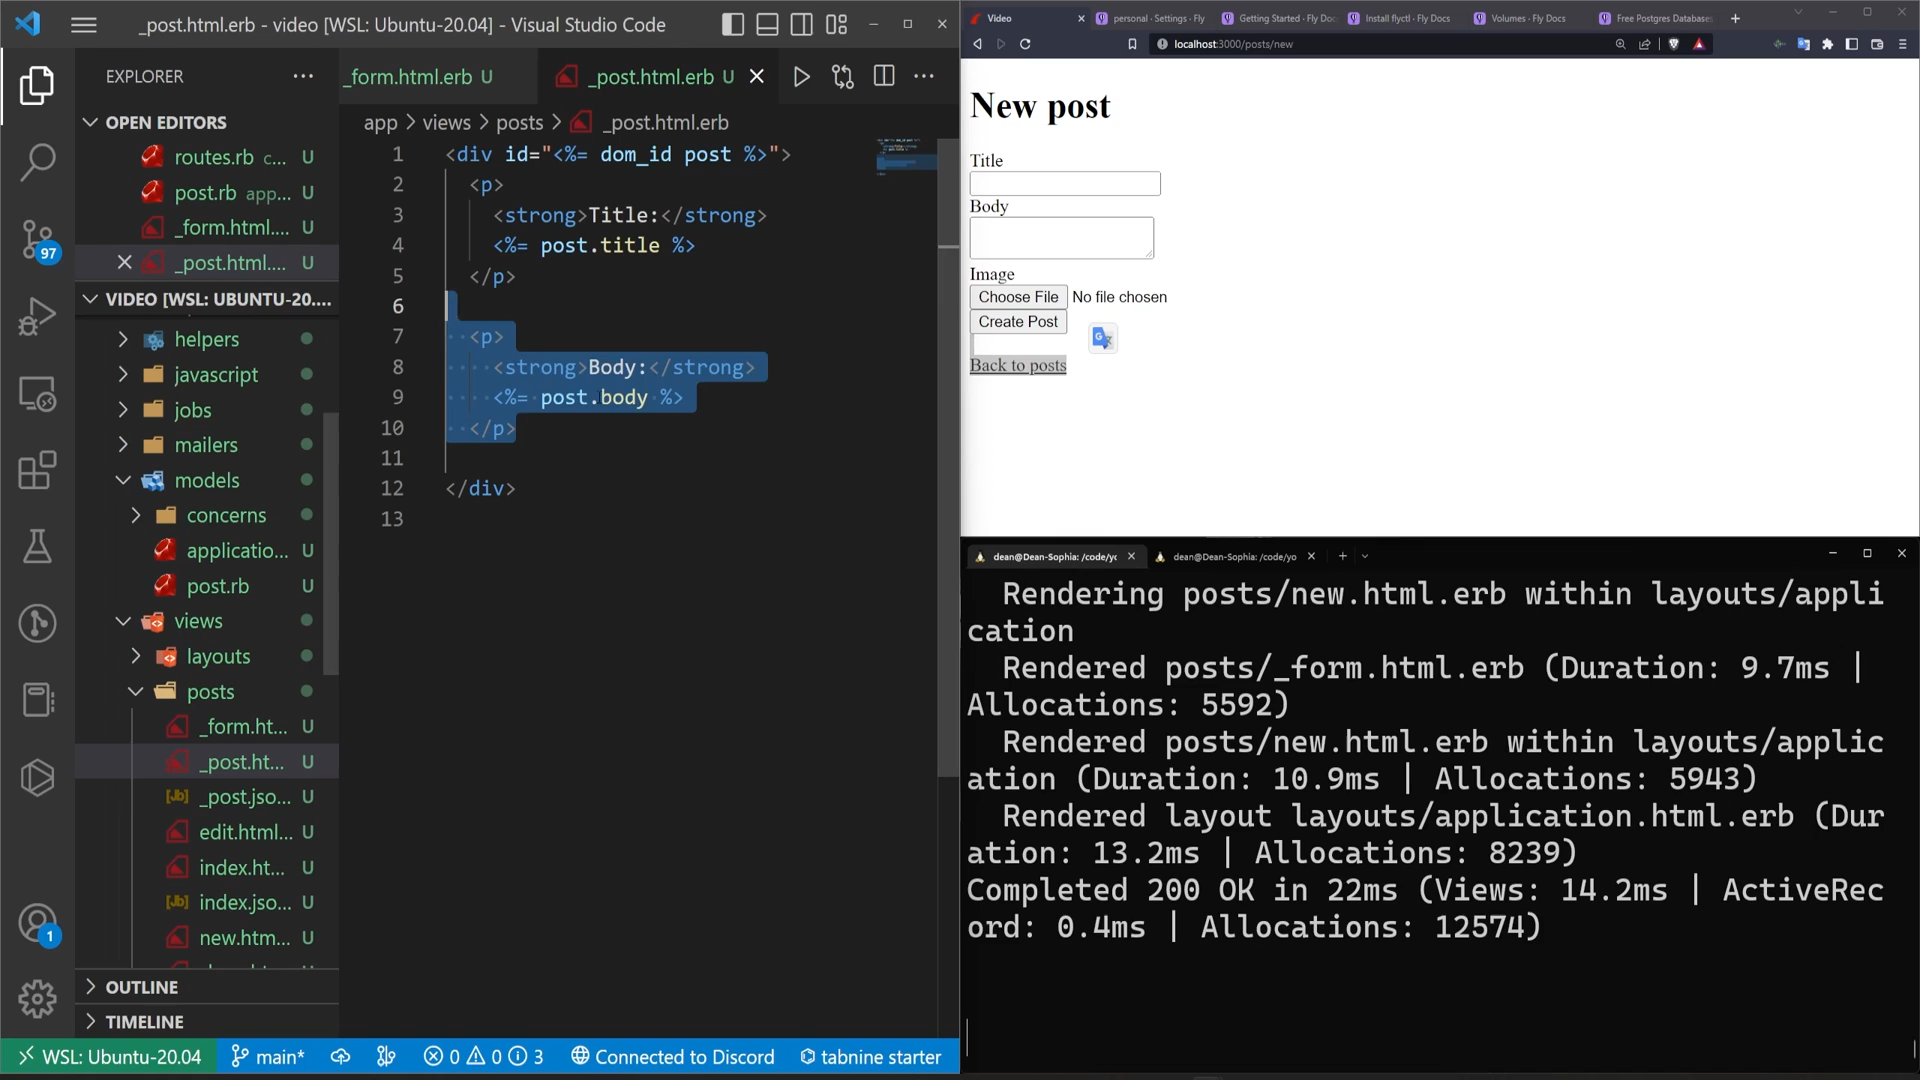 _post.html.erb - video [WSL: Ubuntu-20.04] - Visual Studio Code
EXPLORER
OPEN EDITORS
routes.rb c... U
post.rb app... U
_form.html.... U
_post.html.... U
VIDEO [WSL: UBUNTU-20....
helpers
javascript
jobs
mailers
models
concerns
applicatio... U
post.rb U
views
layouts
posts
_form.ht... U
_post.ht... U
_post.jso... U
edit.html... U
index.ht... U
index.jso... U
new.htm... U
OUTLINE
TIMELINE
97
1
_form.html.erb U
_post.html.erb U
app > views > posts > _post.html.erb
1 <div id="<%= dom_id post %>">
2 <p>
3 <strong>Title:</strong>
4 <%= post.title %>
5 </p>
6
7 <p>
8 <strong>Body:</strong>
9 <%= post.body %>
10 </p>
11
12 </div>
13
WSL: Ubuntu-20.04 main* 0 0 3 Connected to Discord tabnine starter
Video
personal · Settings · Fly
Getting Started · Fly Doc
Install flyctl · Fly Docs
Volumes · Fly Docs
Free Postgres Databases
localhost:3000/posts/new
New post
Title
Body
Image
Choose File No file chosen
Create Post
Back to posts
dean@Dean-Sophia: /code/yc
dean@Dean-Sophia: /code/yo
Rendering posts/new.html.erb within layouts/appli
cation
Rendered posts/_form.html.erb (Duration: 9.7ms |
Allocations: 5592)
Rendered posts/new.html.erb within layouts/applic
ation (Duration: 10.9ms | Allocations: 5943)
Rendered layout layouts/application.html.erb (Dur
ation: 13.2ms | Allocations: 8239)
Completed 200 OK in 22ms (Views: 14.2ms | ActiveRec
ord: 0.4ms | Allocations: 12574)